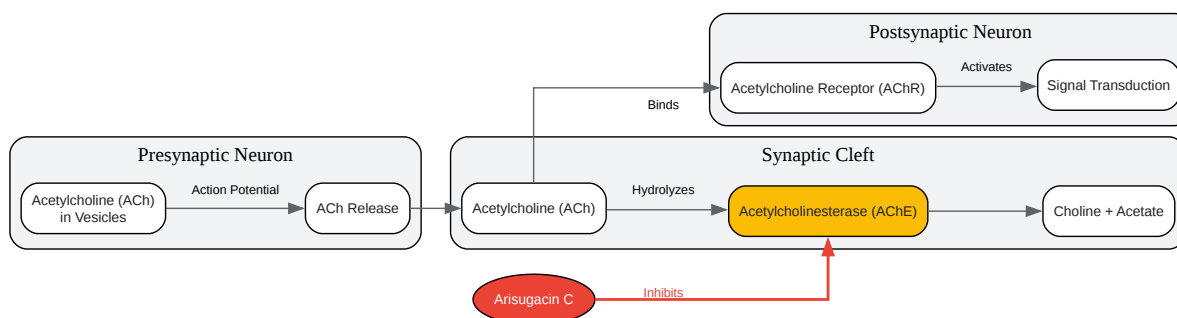 Postsynaptic Neuron
Acetylcholine Receptor (AChR)
Activates
Signal Transduction
Binds
Presynaptic Neuron
Acetylcholine (ACh)
in Vesicles
Action Potential
ACh Release
Synaptic Cleft
Acetylcholine (ACh)
Hydrolyzes
Acetylcholinesterase (AChE)
Choline + Acetate
Arisugacin C
Inhibits